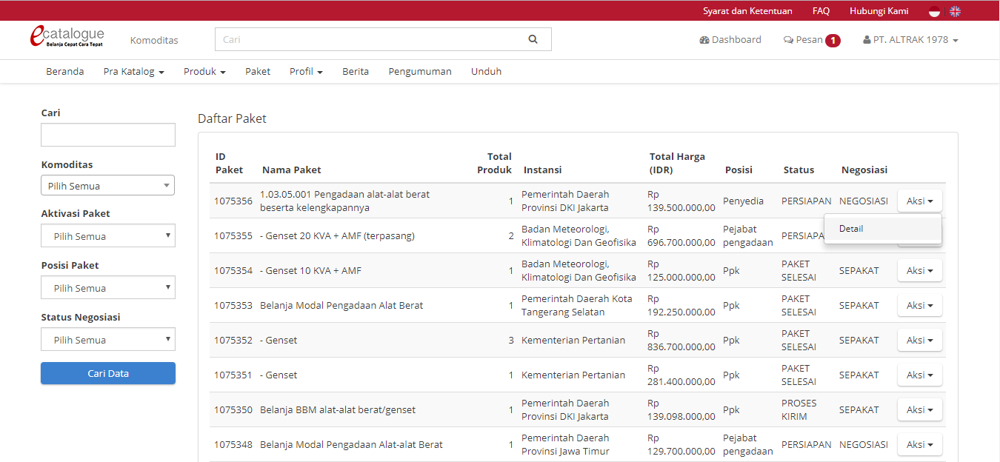 Syarat dan Ketentuan FAQ Hubungi Kami
ecatalogue
Belanja Cepat Cara Tepat
Komoditas
Cari
Dashboard Pesan 1 PT. ALTRAK 1978
Beranda Pra Katalog Produk Paket Profil Berita Pengumuman Unduh
Cari
Komoditas
Pilih Semua
Aktivasi Paket
Pilih Semua
Posisi Paket
Pilih Semua
Status Negosiasi
Pilih Semua
Cari Data
Daftar Paket
ID Paket Nama Paket Total Produk Instansi Total Harga (IDR) Posisi Status Negosiasi
1075356 1.03.05.001 Pengadaan alat-alat berat beserta kelengkapannya 1 Pemerintah Daerah Provinsi DKI Jakarta Rp 139.500.000,00 Penyedia PERSIAPAN NEGOSIASI Aksi
Detail
1075355 - Genset 20 KVA + AMF (terpasang) 2 Badan Meteorologi, Klimatologi Dan Geofisika Rp 696.700.000,00 Pejabat pengadaan PERSIAPA
1075354 - Genset 10 KVA + AMF 1 Badan Meteorologi, Klimatologi Dan Geofisika Rp 125.000.000,00 Ppk PAKET SELESAI SEPAKAT Aksi
1075353 Belanja Modal Pengadaan Alat Berat 1 Pemerintah Daerah Kota Tangerang Selatan Rp 192.250.000,00 Ppk PAKET SELESAI SEPAKAT Aksi
1075352 - Genset 3 Kementerian Pertanian Rp 836.700.000,00 Ppk PAKET SELESAI SEPAKAT Aksi
1075351 - Genset 1 Kementerian Pertanian Rp 281.400.000,00 Ppk PAKET SELESAI SEPAKAT Aksi
1075350 Belanja BBM alat-alat berat/genset 1 Pemerintah Daerah Provinsi DKI Jakarta Rp 139.098.000,00 Ppk PROSES KIRIM SEPAKAT Aksi
1075348 Belanja Modal Pengadaan Alat-alat Berat 1 Pemerintah Daerah Provinsi Jawa Timur Rp 129.700.000,00 Pejabat pengadaan PERSIAPAN NEGOSIASI Aksi